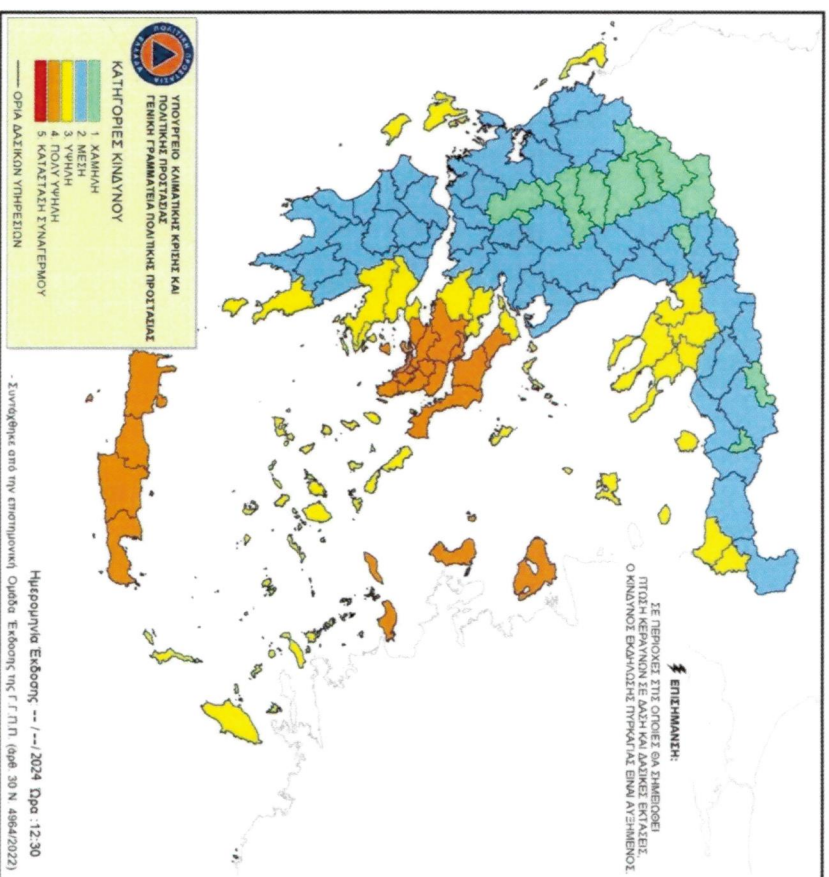 ΠΟΛΙΤΙΚΗ ΠΡΟΣΤΑΣΙΑ
ΕΛΛΑΔΑ
ΥΠΟΥΡΓΕΙΟ ΚΛΙΜΑΤΙΚΗΣ ΚΡΙΣΗΣ ΚΑΙ
ΠΟΛΙΤΙΚΗΣ ΠΡΟΣΤΑΣΙΑΣ
ΓΕΝΙΚΗ ΓΡΑΜΜΑΤΕΙΑ ΠΟΛΙΤΙΚΗΣ ΠΡΟΣΤΑΣΙΑΣ
ΚΑΤΗΓΟΡΙΕΣ ΚΙΝΔΥΝΟΥ
1. ΧΑΜΗΛΗ
2. ΜΕΣΗ
3. ΥΨΗΛΗ
4. ΠΟΛΥ ΥΨΗΛΗ
5. ΚΑΤΑΣΤΑΣΗ ΣΥΝΑΓΕΡΜΟΥ
ΟΡΙΑ ΔΑΣΙΚΩΝ ΥΠΗΡΕΣΙΩΝ
ΕΠΙΣΗΜΑΝΣΗ:
ΣΕ ΠΕΡΙΟΧΕΣ ΣΤΙΣ ΟΠΟΙΕΣ ΘΑ ΣΗΜΕΙΩΘΕΙ
ΠΤΩΣΗ ΚΕΡΑΥΝΩΝ ΣΕ ΔΑΣΗ ΚΑΙ ΔΑΣΙΚΕΣ ΕΚΤΑΣΕΙΣ,
Ο ΚΙΝΔΥΝΟΣ ΕΚΔΗΛΩΣΗΣ ΠΥΡΚΑΓΙΑΣ ΕΙΝΑΙ ΑΥΞΗΜΕΝΟΣ.
Ημερομηνία Έκδοσης -- / --/ 2024 Ώρα :12:30
- Συντάχθηκε από την επιστημονική Ομάδα Έκδοσης της Γ.Γ.Π.Π. (άρθ. 30 Ν. 4964/2022)